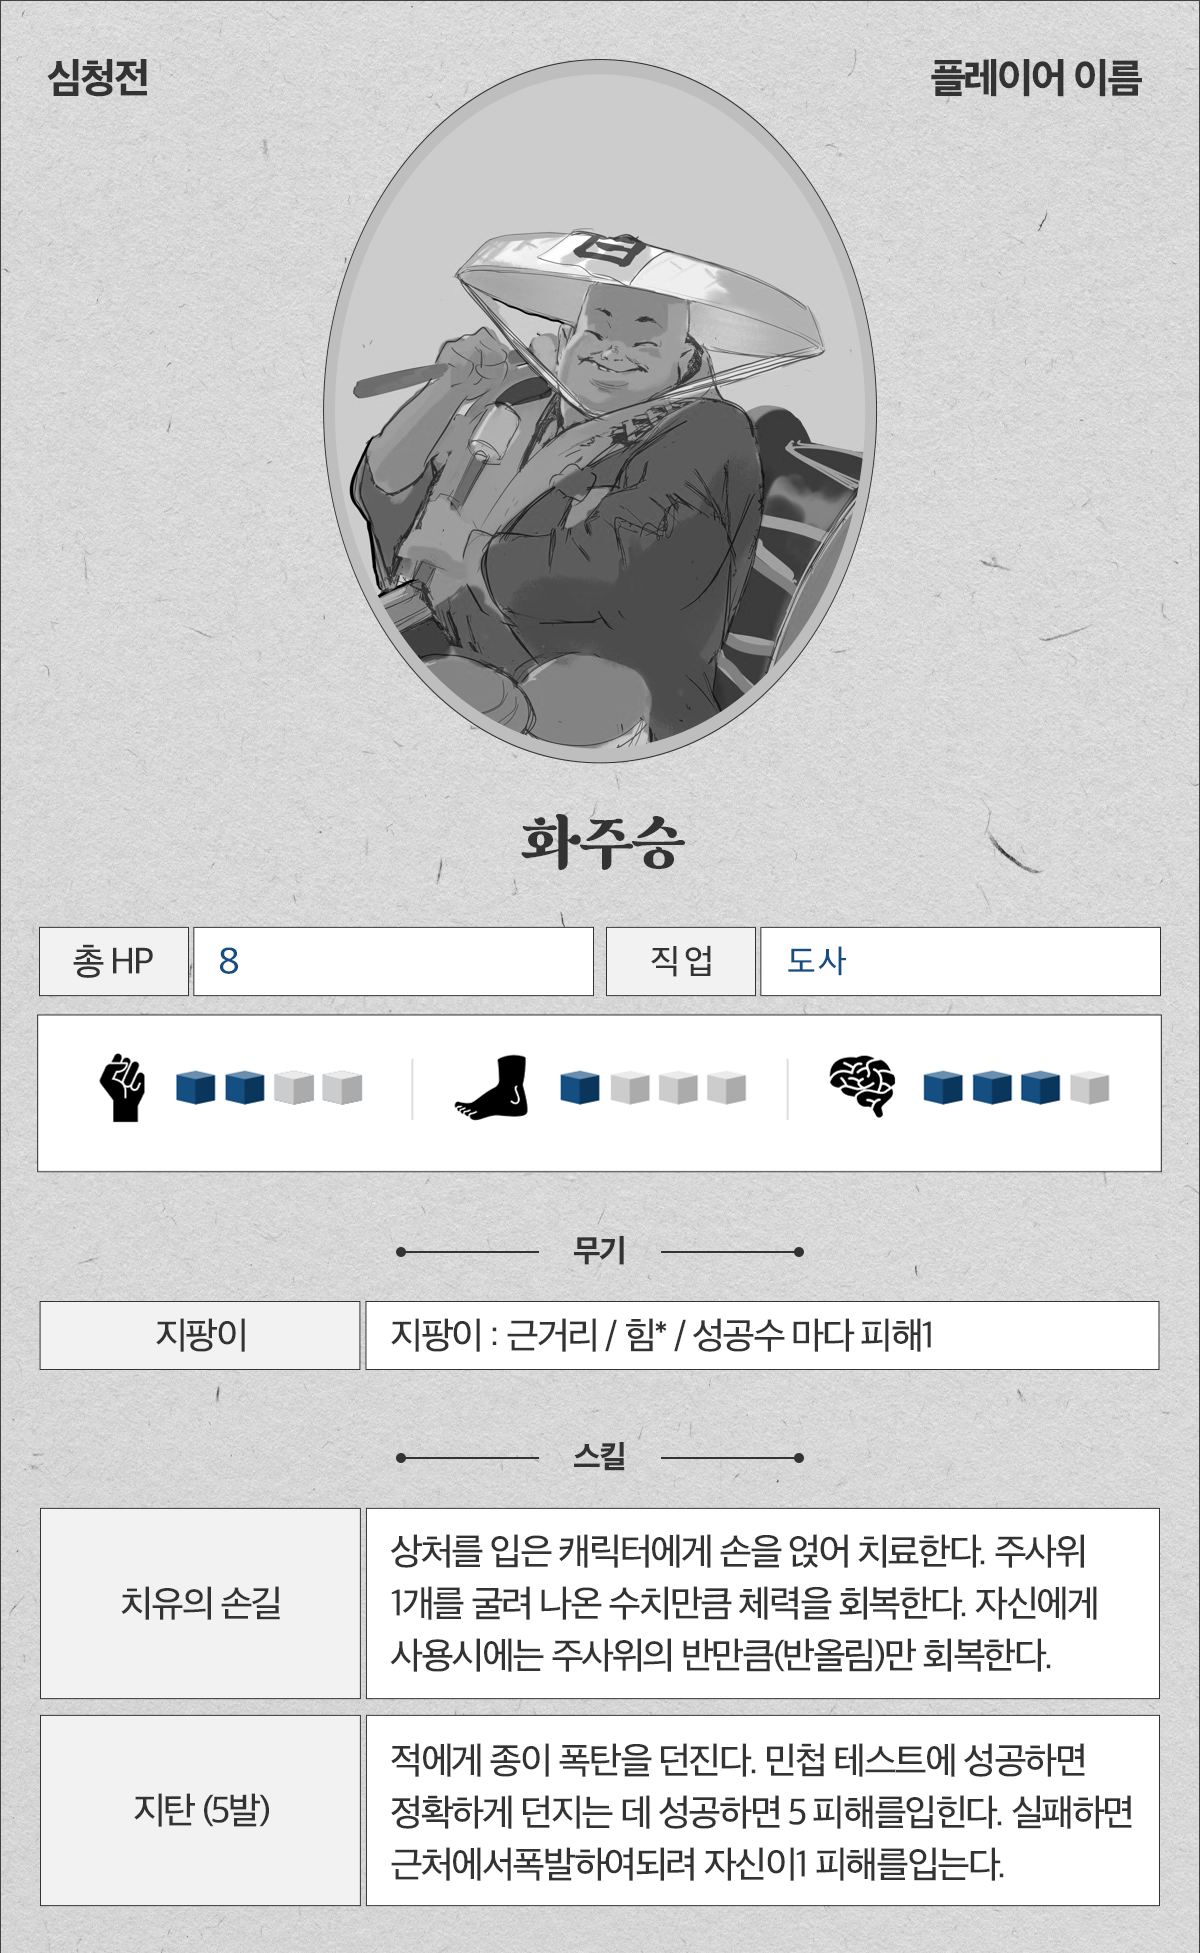 심청전
플레이어 이름
화주승
총 HP
8
직업
도사
무기
지팡이
지팡이 : 근거리 / 힘* / 성공수 마다 피해1
스킬
치유의 손길
상처를 입은 캐릭터에게 손을 얹어 치료한다. 주사위
1개를 굴려 나온 수치만큼 체력을 회복한다. 자신에게
사용시에는 주사위의 반만큼(반올림)만 회복한다.
지탄 (5발)
적에게 종이 폭탄을 던진다. 민첩 테스트에 성공하면
정확하게 던지는 데 성공하면 5 피해를입힌다. 실패하면
근처에서폭발하여되려 자신이1 피해를입는다.